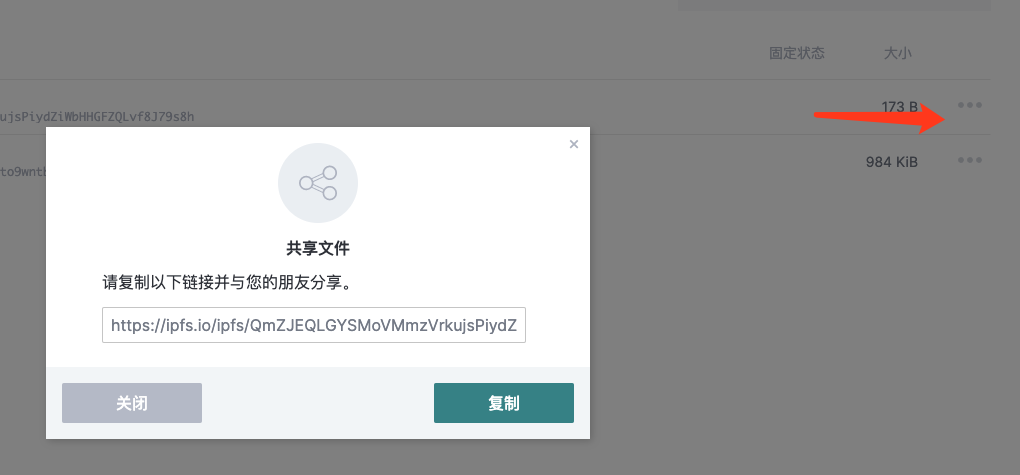 固定状态 大小
ujsPiydZiWbHHGFZQLvf8J79s8h 173 B
984 KiB
共享文件
请复制以下链接并与您的朋友分享。
https://ipfs.io/ipfs/QmZJEQLGYSMoVMmzVrkujsPiydZ
关闭 复制